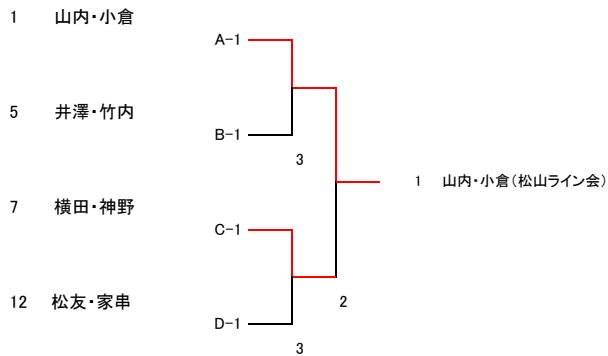 1 山内・小倉
A-1
5 井澤・竹内
B-1
3
1 山内・小倉(松山ライン会)
7 横田・神野
C-1
12 松友・家串
2
D-1
3